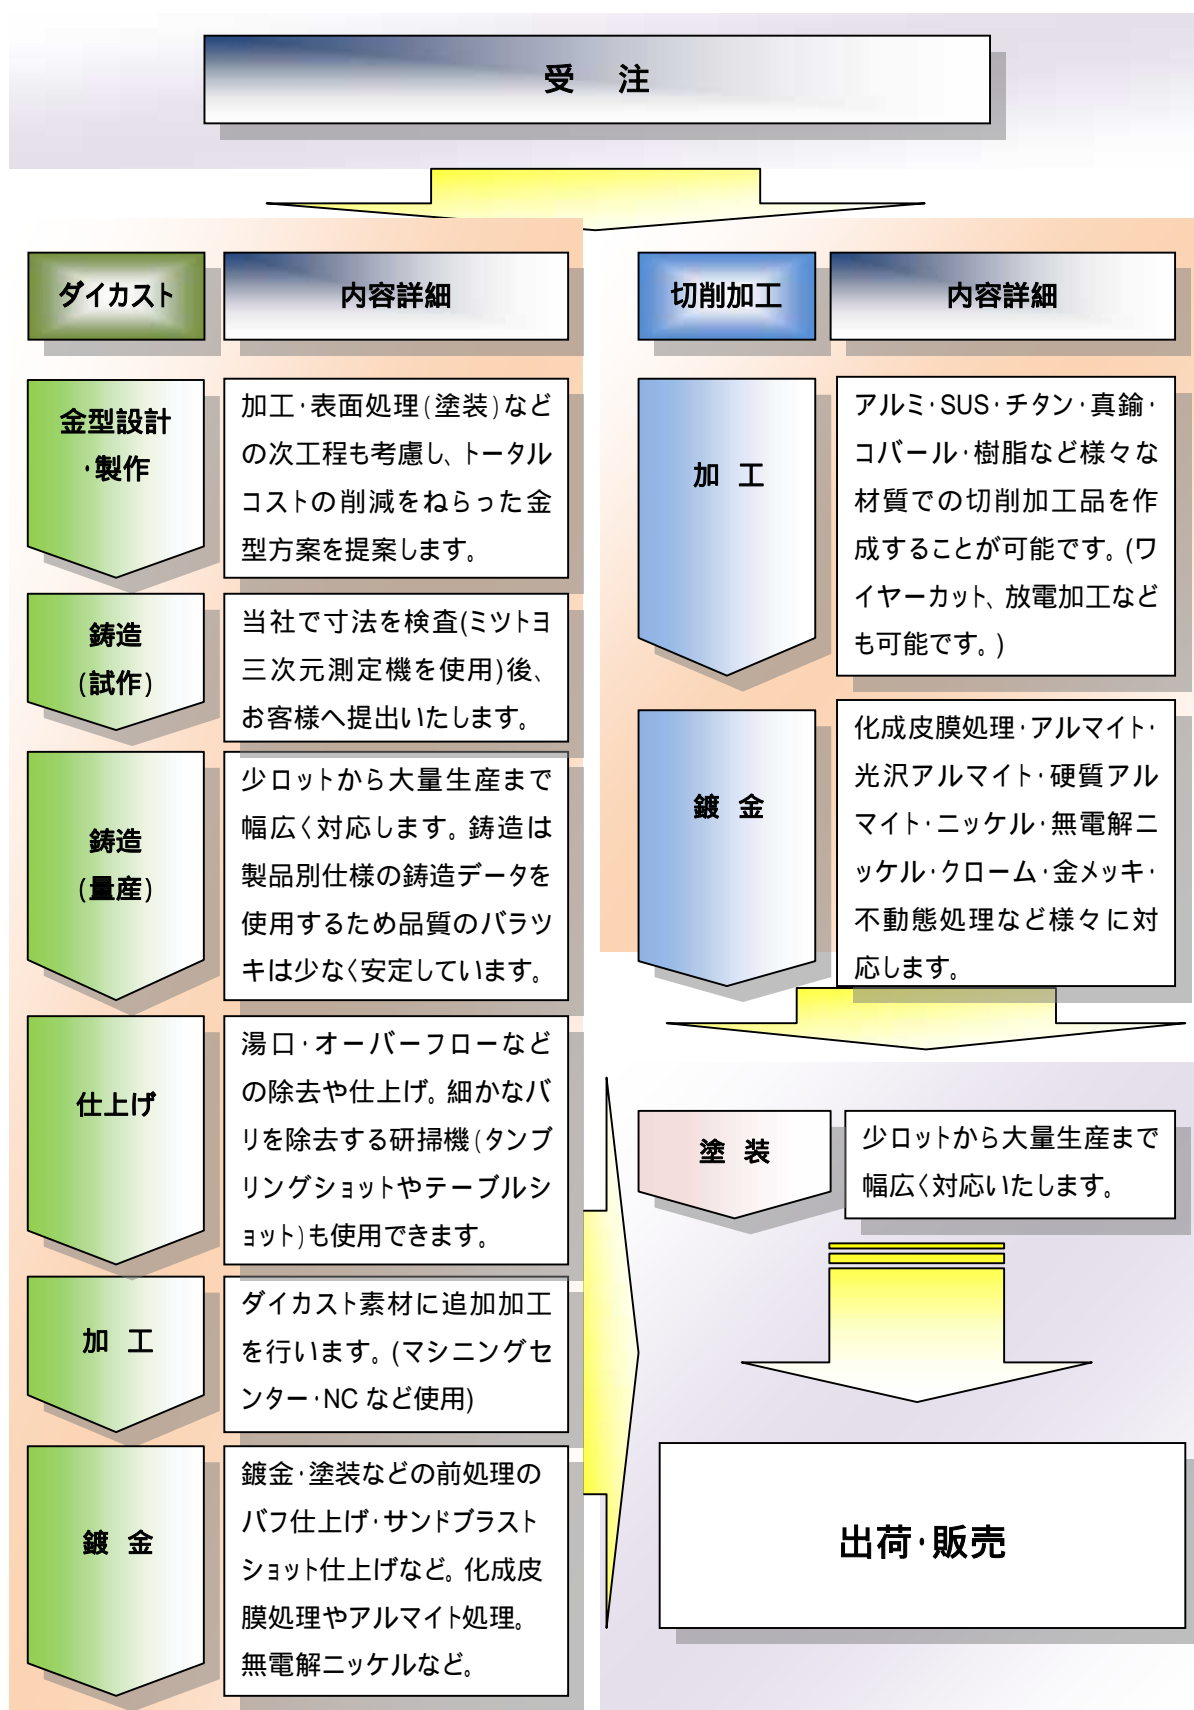 受 注
ダイカスト
内容詳細
金型設計
・製作
加工・表面処理(塗装)など
の次工程も考慮し、トータル
コストの削減をねらった金
型方案を提案します。
鋳造
(試作)
当社で寸法を検査(ミツトヨ
三次元測定機を使用)後、
お客様へ提出いたします。
鋳造
(量産)
少ロットから大量生産まで
幅広く対応します。鋳造は
製品別仕様の鋳造データを
使用するため品質のバラツ
キは少なく安定しています。
仕上げ
湯口・オーバーフローなど
の除去や仕上げ。細かなバ
リを除去する研掃機(タンブ
リングショットやテーブルシ
ョット)も使用できます。
加 工
ダイカスト素材に追加加工
を行います。(マシニングセ
ンター・NC など使用)
鍍 金
鍍金・塗装などの前処理の
バフ仕上げ・サンドブラスト
ショット仕上げなど。化成皮
膜処理やアルマイト処理。
無電解ニッケルなど。
切削加工
内容詳細
加 工
アルミ・SUS・チタン・真鍮・
コバール・樹脂など様々な
材質での切削加工品を作
成することが可能です。(ワ
イヤーカット、放電加工など
も可能です。)
鍍 金
化成皮膜処理・アルマイト・
光沢アルマイト・硬質アル
マイト・ニッケル・無電解ニ
ッケル・クローム・金メッキ・
不動態処理など様々に対
応します。
塗 装
少ロットから大量生産まで
幅広く対応いたします。
出荷・販売